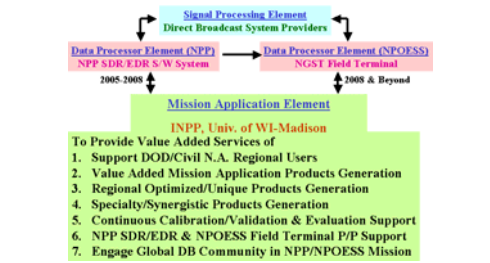 Signal Processing Element
Direct Broadcast System Providers
Data Processor Element (NPP)
NPP SDR/EDR S/W System
Data Processor Element (NPOESS)
NGST Field Terminal
2005-2008
2008 & Beyond
Mission Application Element
INPP, Univ. of WI-Madison
To Provide Value Added Services of
1. Support DOD/Civil N.A. Regional Users
2. Value Added Mission Application Products Generation
3. Regional Optimized/Unique Products Generation
4. Specialty/Synergistic Products Generation
5. Continuous Calibration/Validation & Evaluation Support
6. NPP SDR/EDR & NPOESS Field Terminal P/P Support
7. Engage Global DB Community in NPP/NPOESS Mission